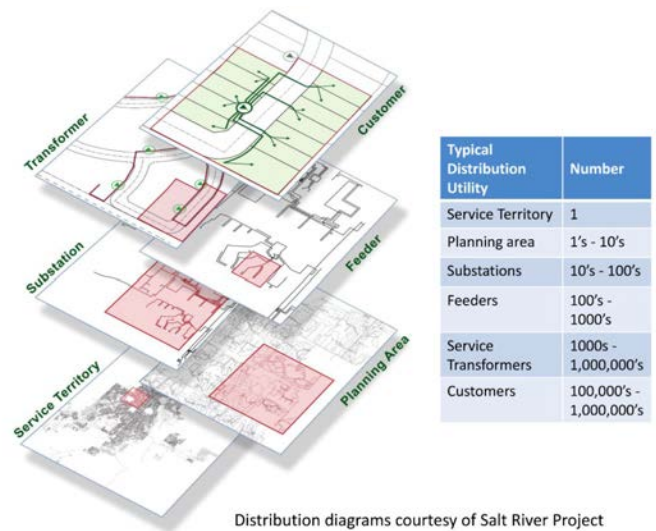 Customer
Transformer
Feeder
Substation
Planning Area
Service Territory
Typical
Distribution
Utility
Number
Service Territory
1
Planning area
1's - 10's
Substations
10's - 100's
Feeders
100's -
1000's
Service
Transformers
1000s -
1,000,000's
Customers
100,000's -
1,000,000's
Distribution diagrams courtesy of Salt River Project